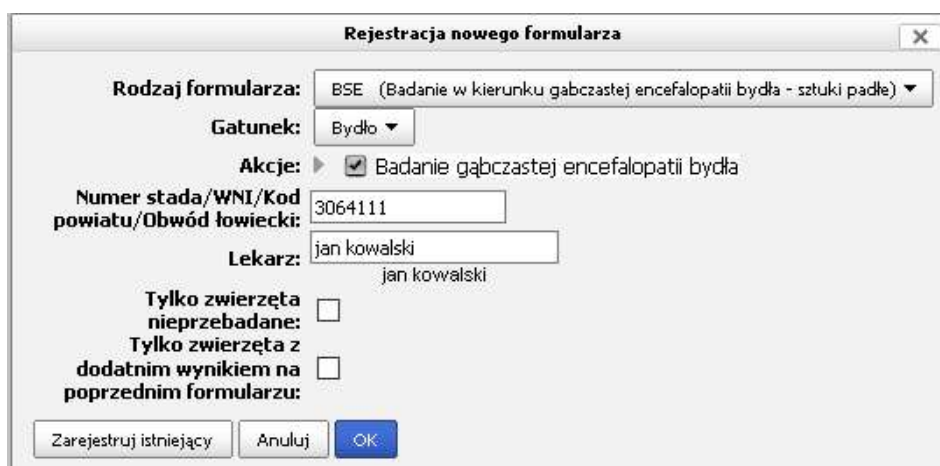 Rejestracja nowego formularza
Rodzaj formularza: BSE (Badanie w kierunku gabczastej encefalopatii bydła - sztuki padłe)
Gatunek: Bydło
Akcje: Badanie gąbczastej encefalopatii bydła
Numer stada/WNI/Kod
powiatu/Obwód łowiecki: 3064111
Lekarz: jan kowalski
jan kowalski
Tylko zwierzęta
nieprzebadane:
Tylko zwierzęta z
dodatnim wynikiem na
poprzednim formularzu:
Zarejestruj istniejący Anuluj OK